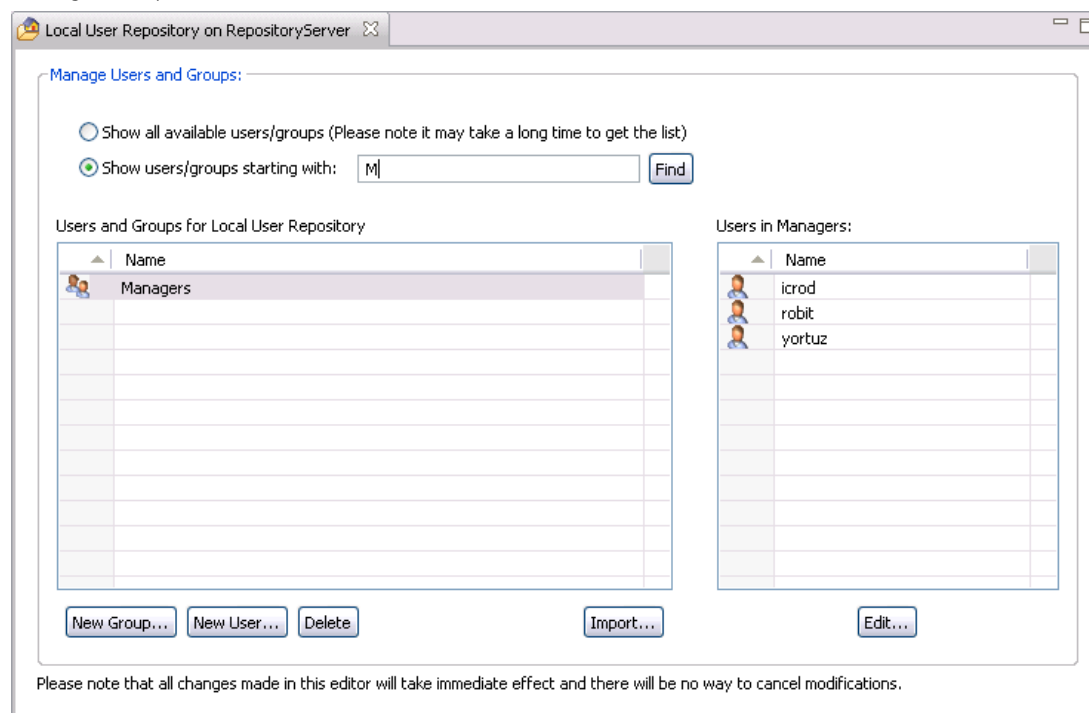 Local User Repository on RepositoryServer
Manage Users and Groups:
Show all available users/groups (Please note it may take a long time to get the list)
Show users/groups starting with: M Find
Users and Groups for Local User Repository
Name
Managers
Users in Managers:
Name
icrod
robit
yortuz
New Group... New User... Delete Import... Edit...
Please note that all changes made in this editor will take immediate effect and there will be no way to cancel modifications.